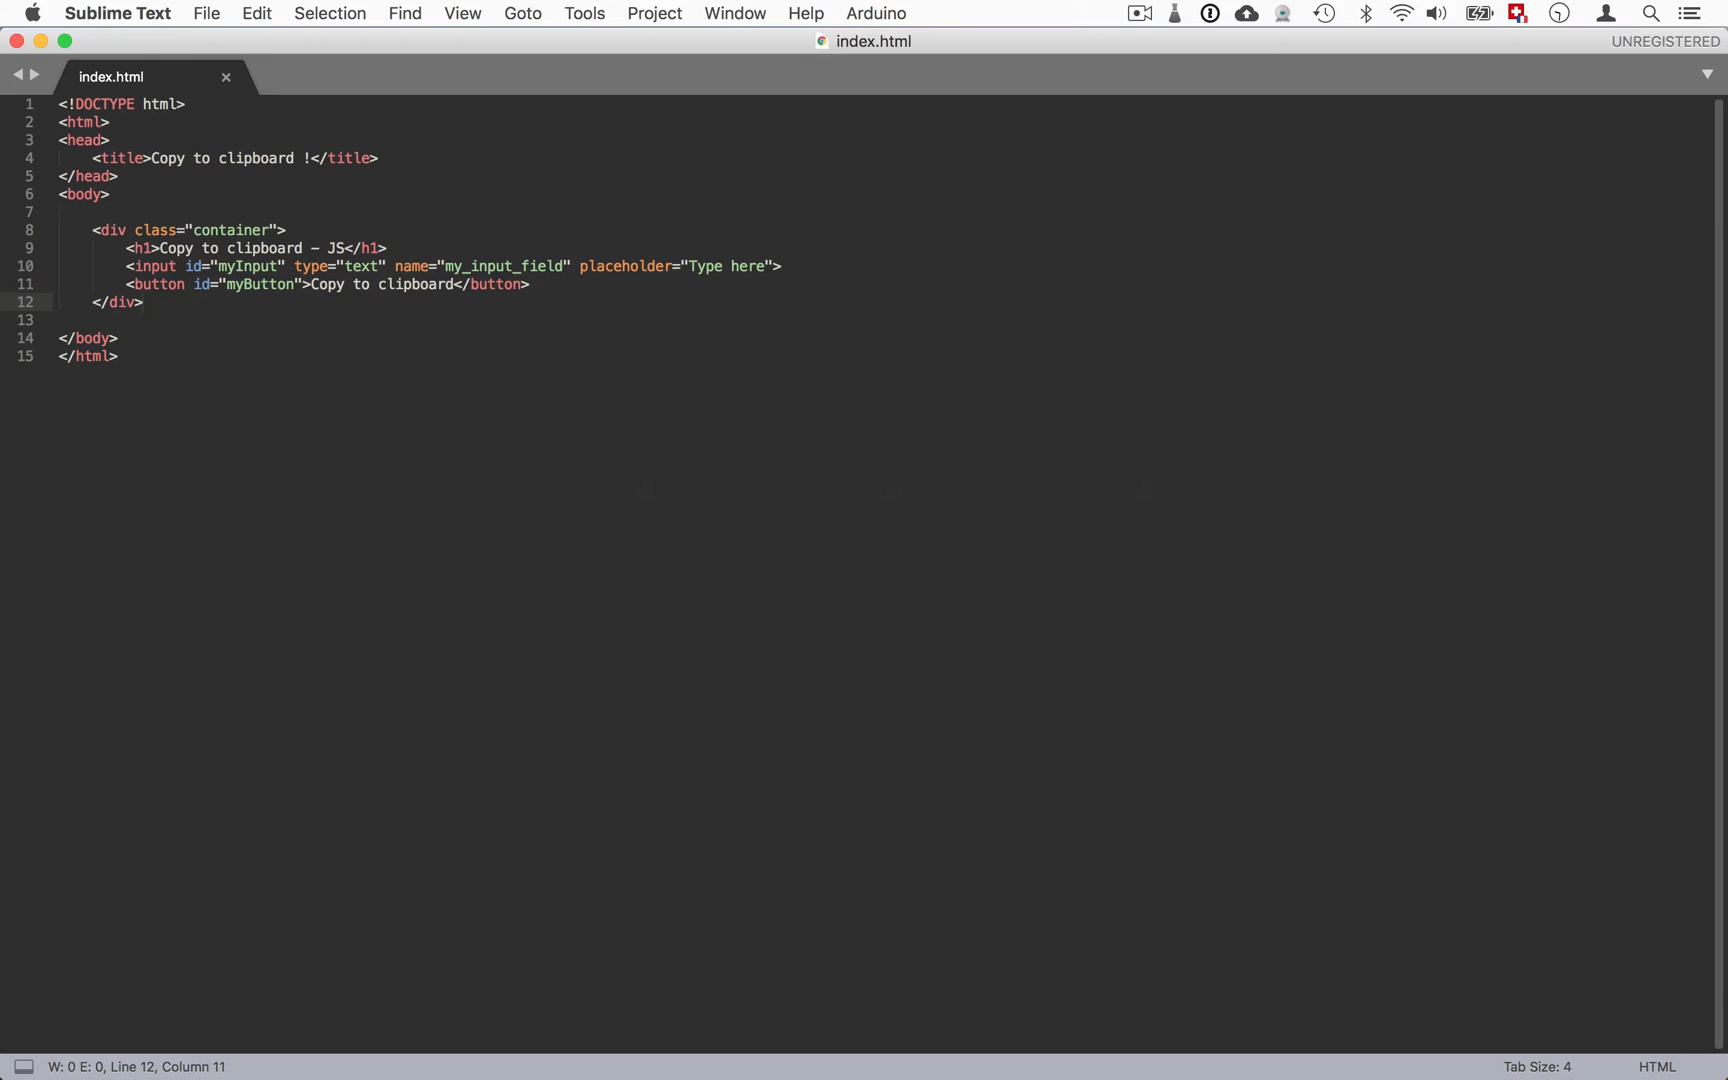 Sublime Text File Edit Selection Find View Goto Tools Project Window Help Arduino
index.html UNREGISTERED
index.html
1 <!DOCTYPE html>
2 <html>
3 <head>
4 <title>Copy to clipboard !</title>
5 </head>
6 <body>
7
8 <div class="container">
9 <h1>Copy to clipboard - JS</h1>
10 <input id="myInput" type="text" name="my_input_field" placeholder="Type here">
11 <button id="myButton">Copy to clipboard</button>
12 </div>
13
14 </body>
15 </html>
W: 0 E: 0, Line 12, Column 11 Tab Size: 4 HTML